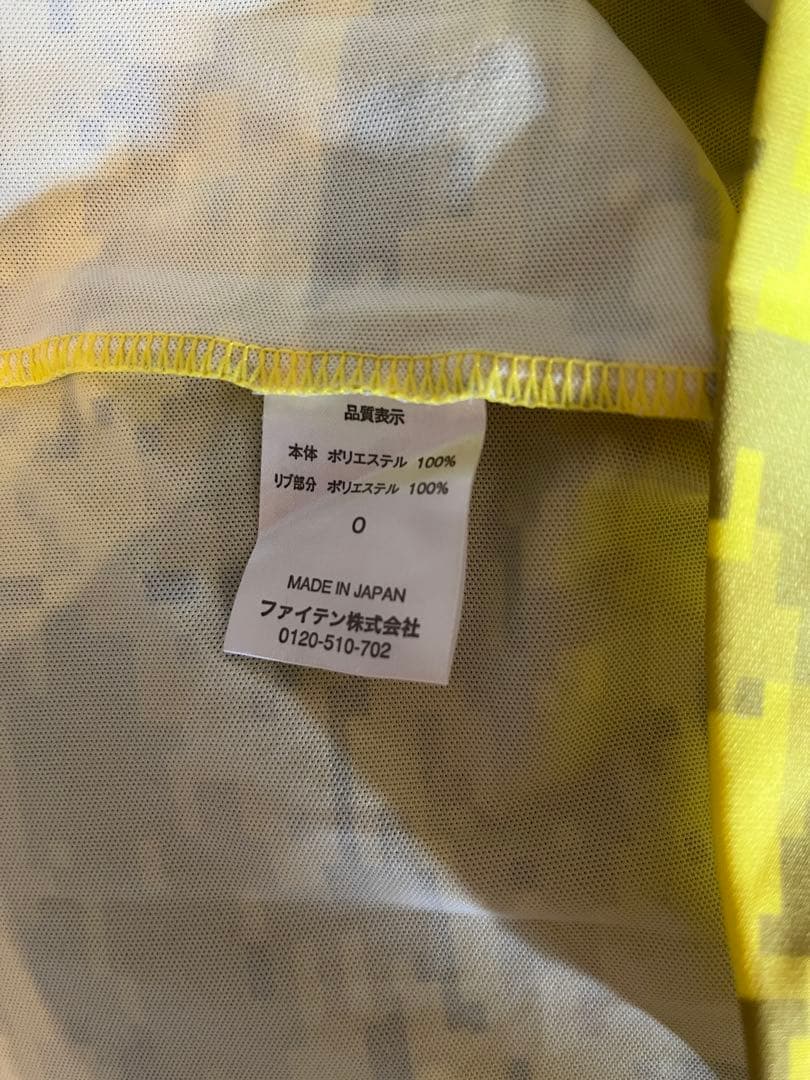 品質表示
本体 ポリエステル 100%
リブ部分 ポリエステル 100%
O
MADE IN JAPAN
ファイテン株式会社
0120-510-702